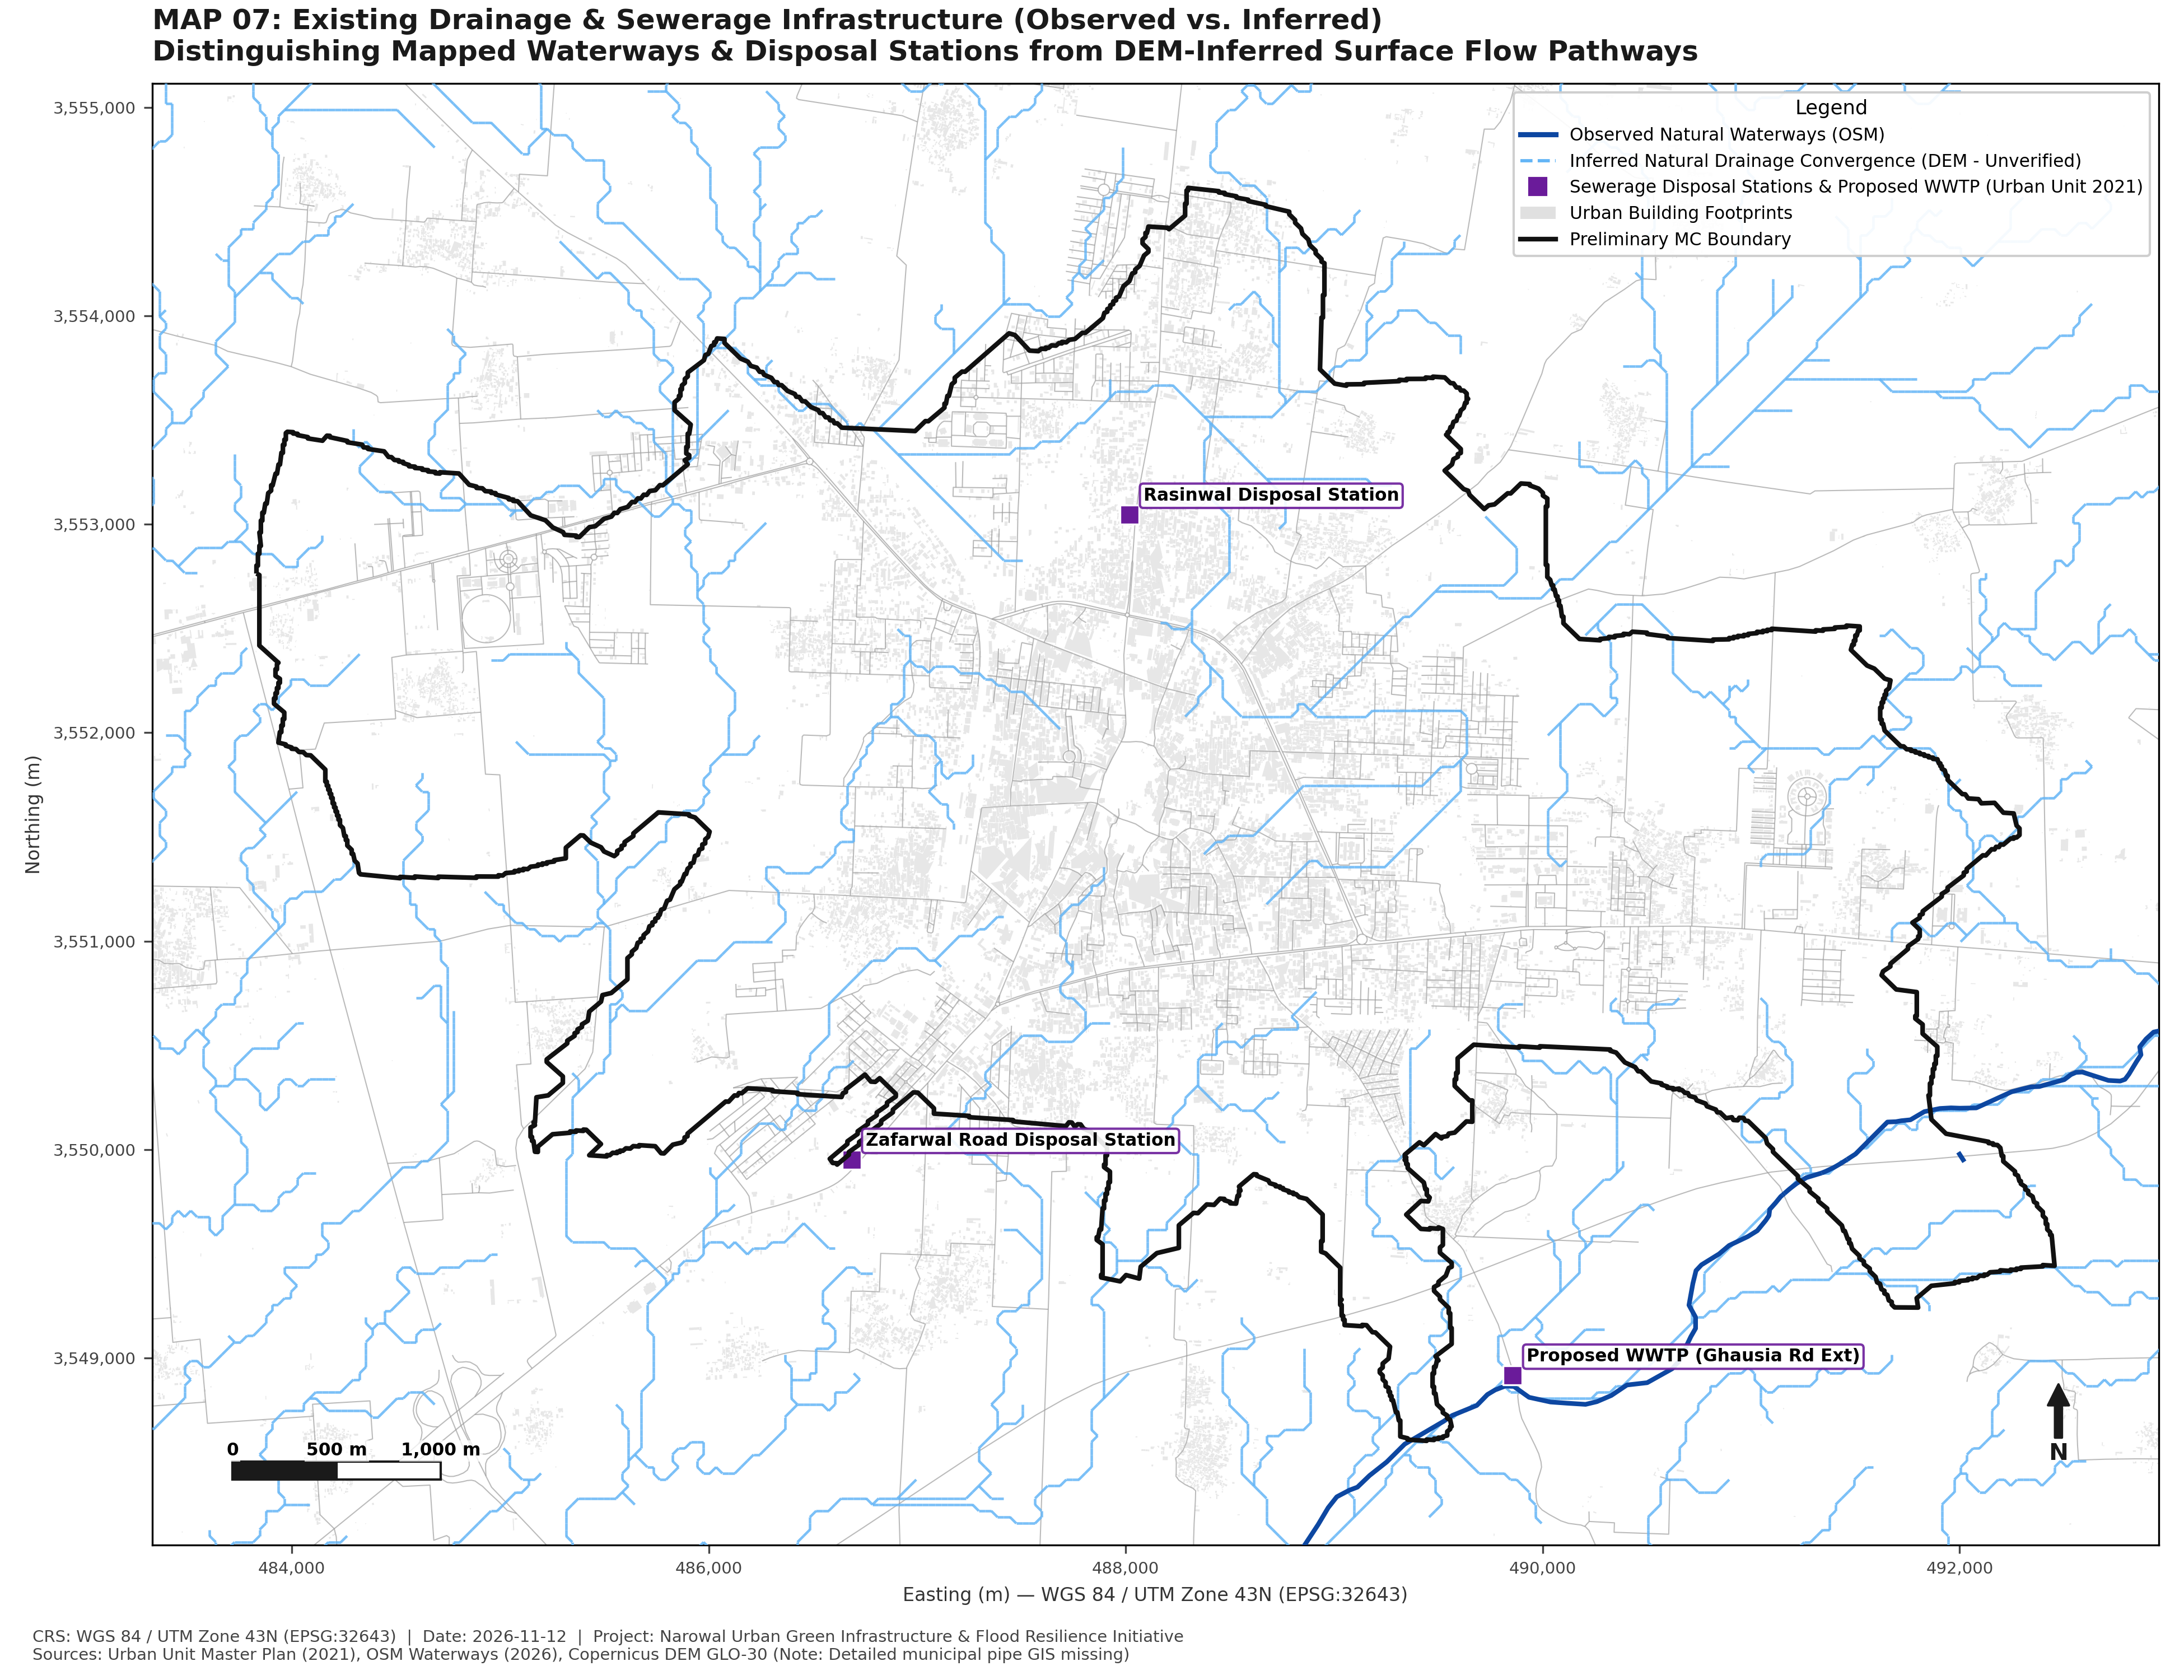 MAP 07: Existing Drainage & Sewerage Infrastructure (Observed vs. Inferred)
Distinguishing Mapped Waterways & Disposal Stations from DEM-Inferred Surface Flow Pathways
Legend
Observed Natural Waterways (OSM)
Inferred Natural Drainage Convergence (DEM - Unverified)
Sewerage Disposal Stations & Proposed WWTP (Urban Unit 2021)
Urban Building Footprints
Preliminary MC Boundary
3,555,000
3,554,000
3,553,000
3,552,000
3,551,000
3,550,000
3,549,000
Northing (m)
Rasinwal Disposal Station
Zafarwal Road Disposal Station
Proposed WWTP (Ghausia Rd Ext)
0 500 m 1,000 m
N
484,000 486,000 488,000 490,000 492,000
Easting (m) — WGS 84 / UTM Zone 43N (EPSG:32643)
CRS: WGS 84 / UTM Zone 43N (EPSG:32643) | Date: 2026-11-12 | Project: Narowal Urban Green Infrastructure & Flood Resilience Initiative
Sources: Urban Unit Master Plan (2021), OSM Waterways (2026), Copernicus DEM GLO-30 (Note: Detailed municipal pipe GIS missing)